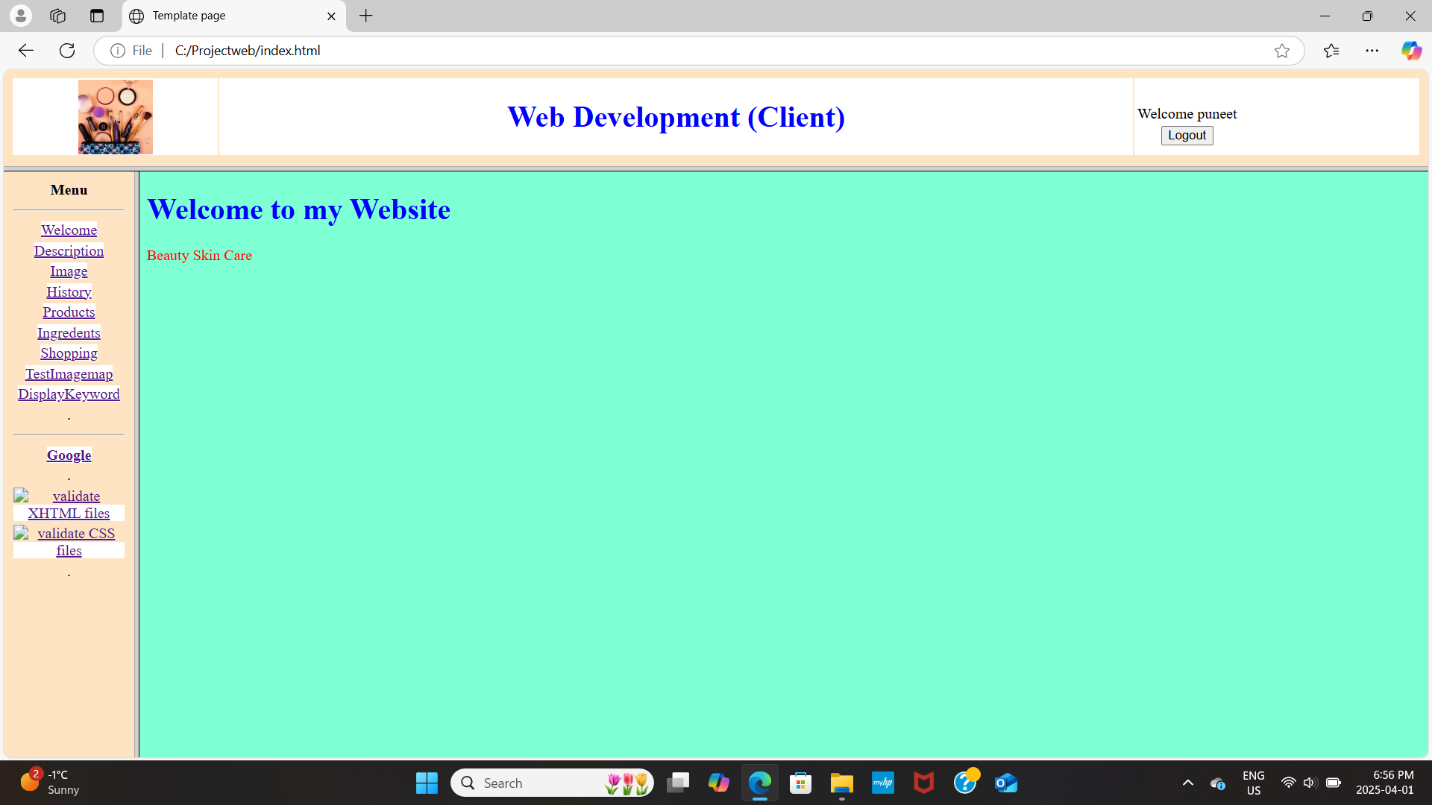 Template page
File
C:/Projectweb/index.html
Web Development (Client)
Welcome puneet
Logout
Menu
Welcome
Description
Image
History
Products
Ingredents
Shopping
TestImagemap
DisplayKeyword
.
Google
.
validate
XHTML files
validate CSS
files
.
Welcome to my Website
Beauty Skin Care
2
-1°C
Sunny
Search
myhp
ENG
US
6:56 PM
2025-04-01